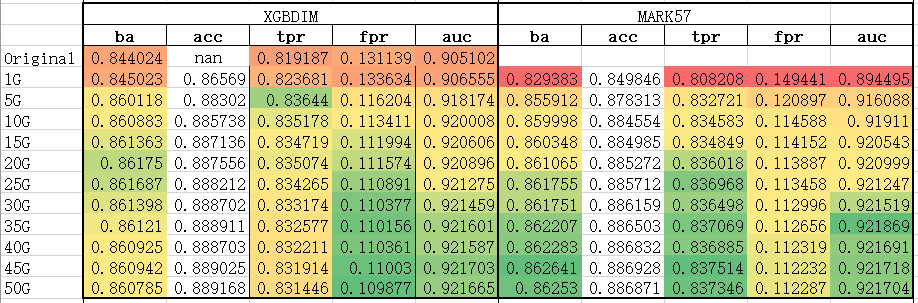 XGBDIM MARK57
ba acc tpr fpr auc ba acc tpr fpr auc
Original 0.844024 nan 0.819187 0.131139 0.905102
1G 0.845023 0.86569 0.823681 0.133634 0.906555 0.829383 0.849846 0.808208 0.149441 0.894495
5G 0.860118 0.88302 0.83644 0.116204 0.918174 0.855912 0.878313 0.832721 0.120897 0.916088
10G 0.860883 0.885738 0.835178 0.113411 0.920008 0.859998 0.884554 0.834583 0.114588 0.91911
15G 0.861363 0.887136 0.834719 0.111994 0.920606 0.860348 0.884985 0.834849 0.114152 0.920543
20G 0.86175 0.887556 0.835074 0.111574 0.920896 0.861065 0.885272 0.836018 0.113887 0.920999
25G 0.861687 0.888212 0.834265 0.110891 0.921275 0.861755 0.885712 0.836968 0.113458 0.921247
30G 0.861398 0.888702 0.833174 0.110377 0.921459 0.861751 0.886159 0.836498 0.112996 0.921519
35G 0.86121 0.888911 0.832577 0.110156 0.921601 0.862207 0.886503 0.837069 0.112656 0.921869
40G 0.860925 0.888703 0.832211 0.110361 0.921587 0.862283 0.886832 0.836885 0.112319 0.921691
45G 0.860942 0.889025 0.831914 0.11003 0.921703 0.862641 0.886928 0.837514 0.112232 0.921718
50G 0.860785 0.889168 0.831446 0.109877 0.921665 0.86253 0.886871 0.837346 0.112287 0.921704